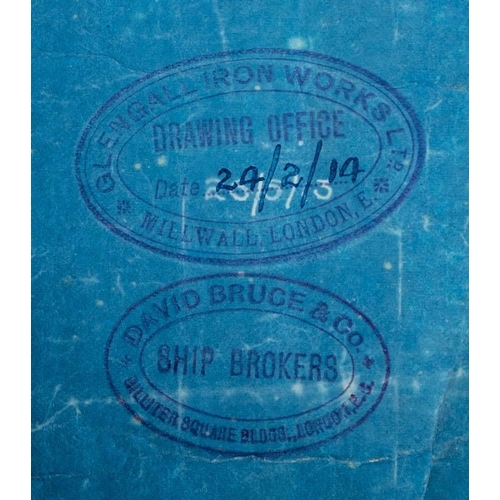 GLENGALL IRON WORKS LTD.
DRAWING OFFICE
Date 24/2/14
MILLWALL, LONDON, E.
DAVID BRUCE & CO.
SHIP BROKERS
BILLITER SQUARE BLDGS., LONDON, E.C.